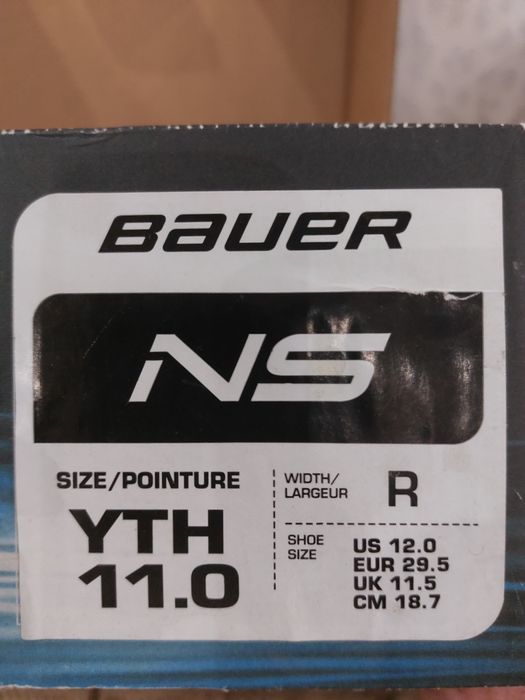 BAUER
NS
SIZE/POINTURE
YTH
11.0
WIDTH/
LARGEUR
R
SHOE
SIZE
US 12.0
EUR 29.5
UK 11.5
CM 18.7